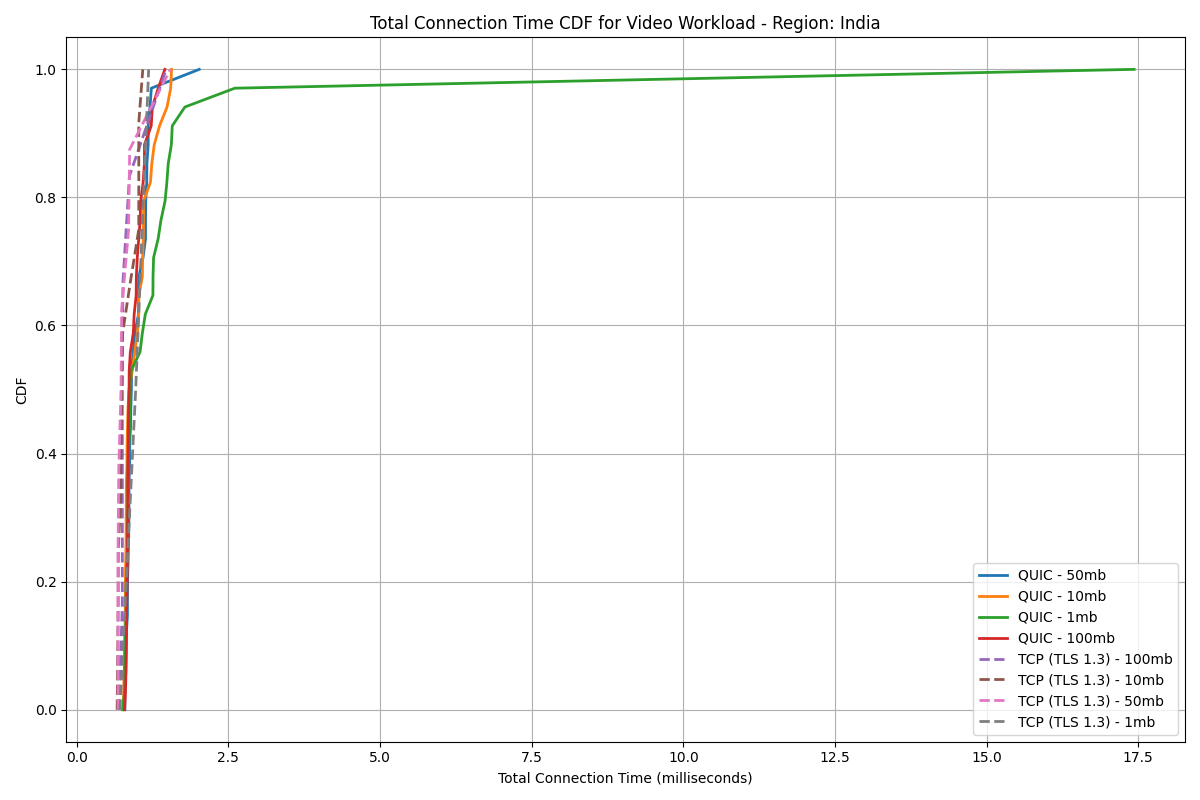 Total Connection Time CDF for Video Workload - Region: India
1.0
0.8
0.6
0.4
0.2
0.0
CDF
0.0 2.5 5.0 7.5 10.0 12.5 15.0 17.5
Total Connection Time (milliseconds)
QUIC - 50mb
QUIC - 10mb
QUIC - 1mb
QUIC - 100mb
TCP (TLS 1.3) - 100mb
TCP (TLS 1.3) - 10mb
TCP (TLS 1.3) - 50mb
TCP (TLS 1.3) - 1mb